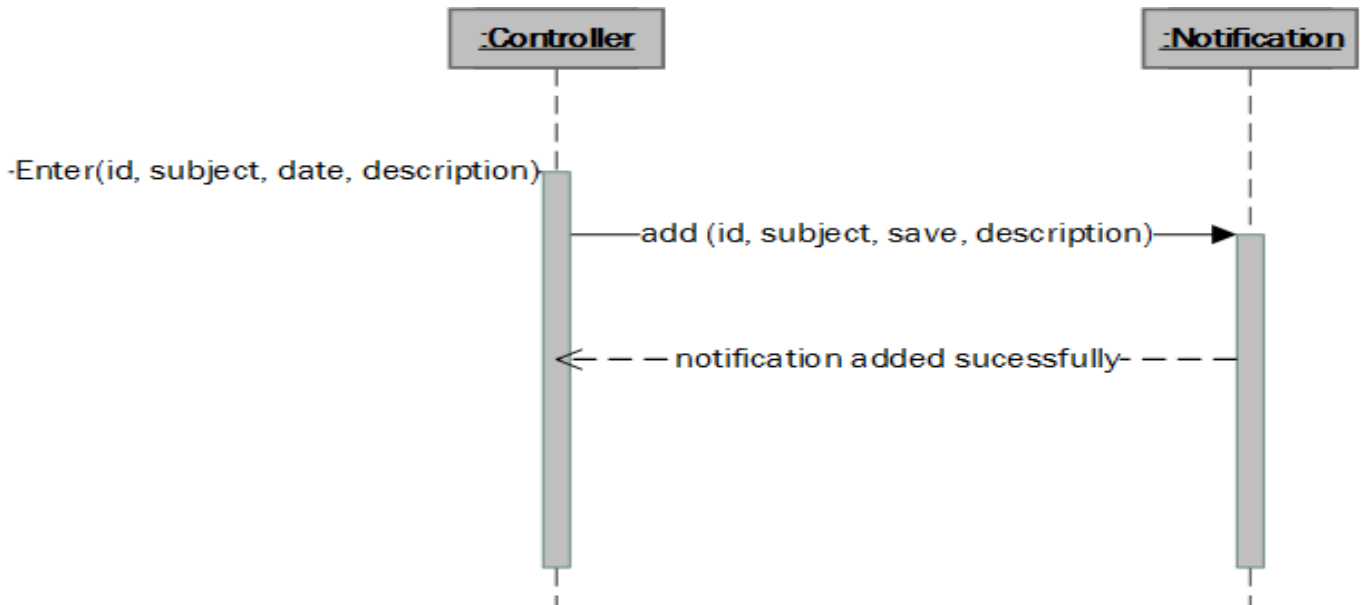 :Controller
:Notification
-Enter(id, subject, date, description)
add (id, subject, save, description)
notification added sucessfully